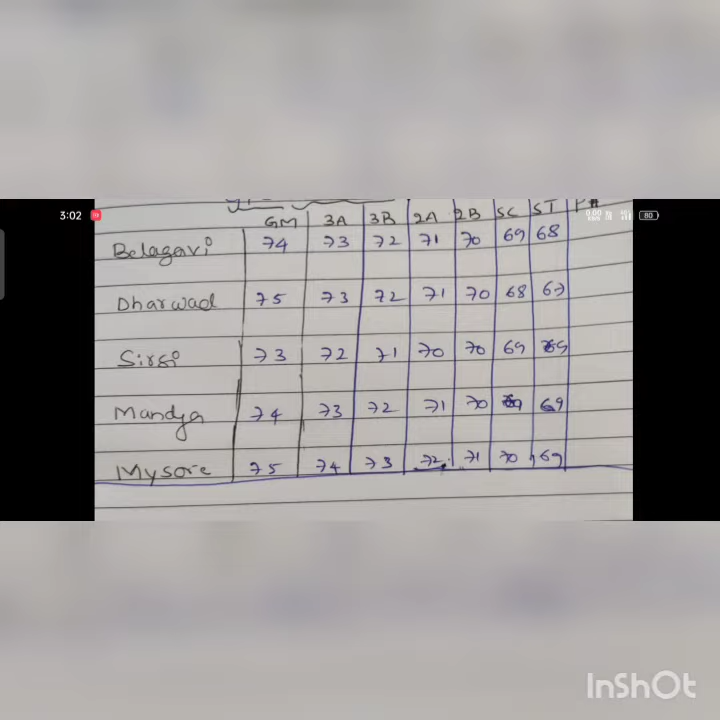 3:02 80
GM 3A 3B 2A 2B SC ST
Belagavi 74 73 72 71 70 69 68
Dharwad 75 73 72 71 70 68 67
Sirsi 73 72 71 70 70 69 69
Mandya 74 73 72 71 70 69 69
Mysore 75 74 73 72 71 70 69
InShOt